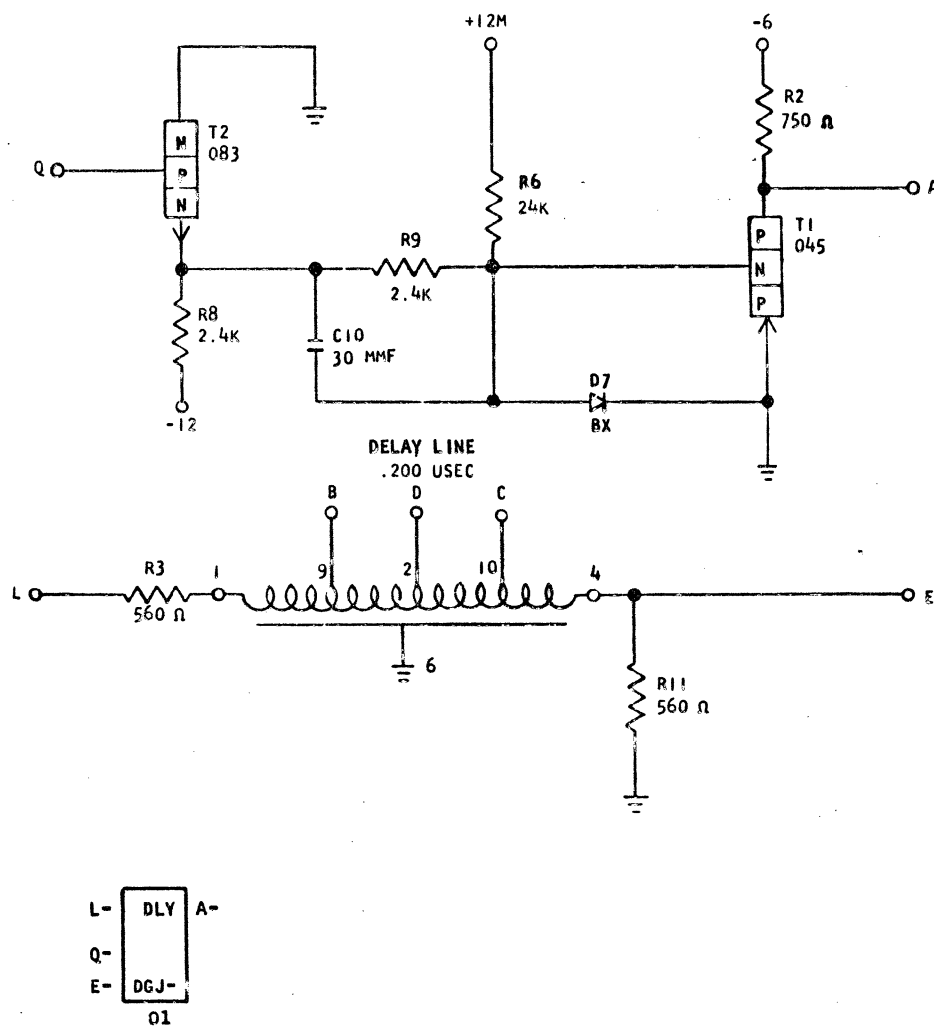 +12M
-6
R2
750 Ω
T2
083
N
P
N
Q
A
R6
24K
T1
045
P
N
P
R9
2.4K
R8
2.4K
C10
30 MMF
-12
D7
BX
DELAY LINE
.200 USEC
B
D
C
L
R3
560 Ω
1
9
2
10
4
E
6
R11
560 Ω
L-
DLY
A-
Q-
E-
DGJ-
01